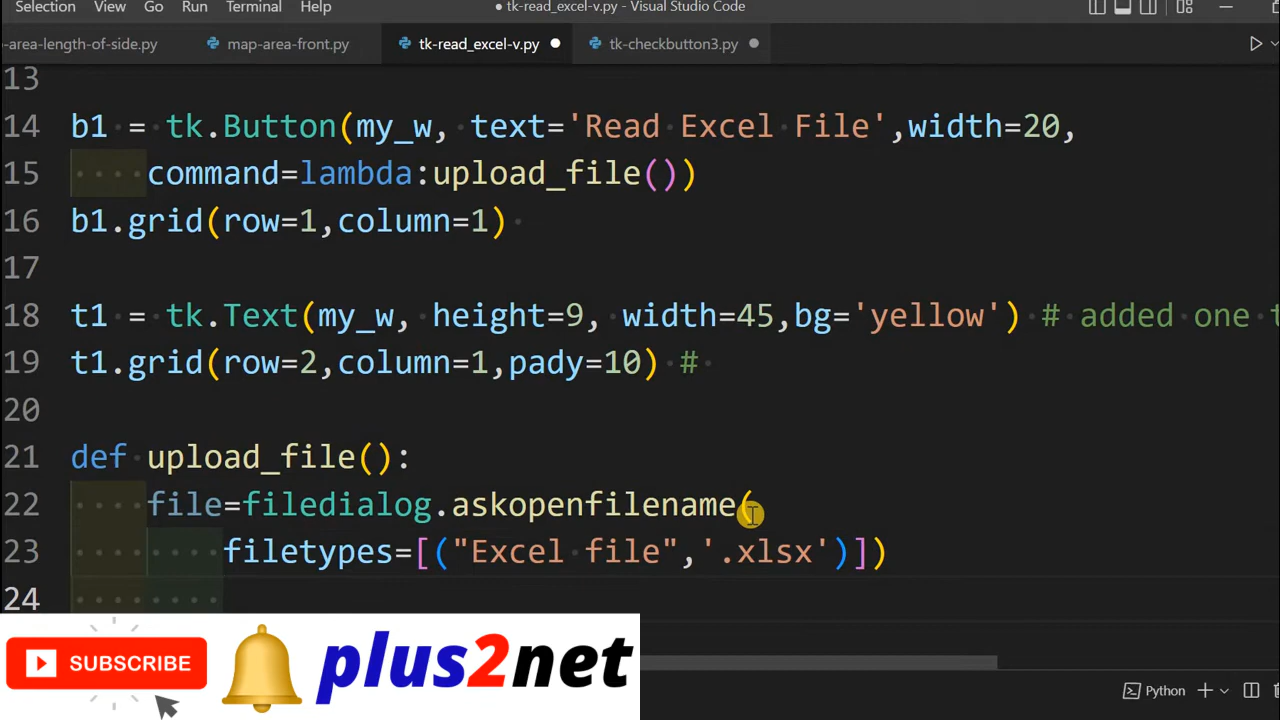 Selection View Go Run Terminal Help
● tk-read_excel-v.py - Visual Studio Code
-area-length-of-side.py map-area-front.py tk-read_excel-v.py ● tk-checkbutton3.py ●
13
14 b1 = tk.Button(my_w, text='Read Excel File',width=20,
15 command=lambda:upload_file())
16 b1.grid(row=1,column=1)
17
18 t1 = tk.Text(my_w, height=9, width=45,bg='yellow') # added one t
19 t1.grid(row=2,column=1,pady=10) #
20
21 def upload_file():
22 file=filedialog.askopenfilename(
23 filetypes=[("Excel file",'.xlsx')])
24
SUBSCRIBE
plus2net
Python